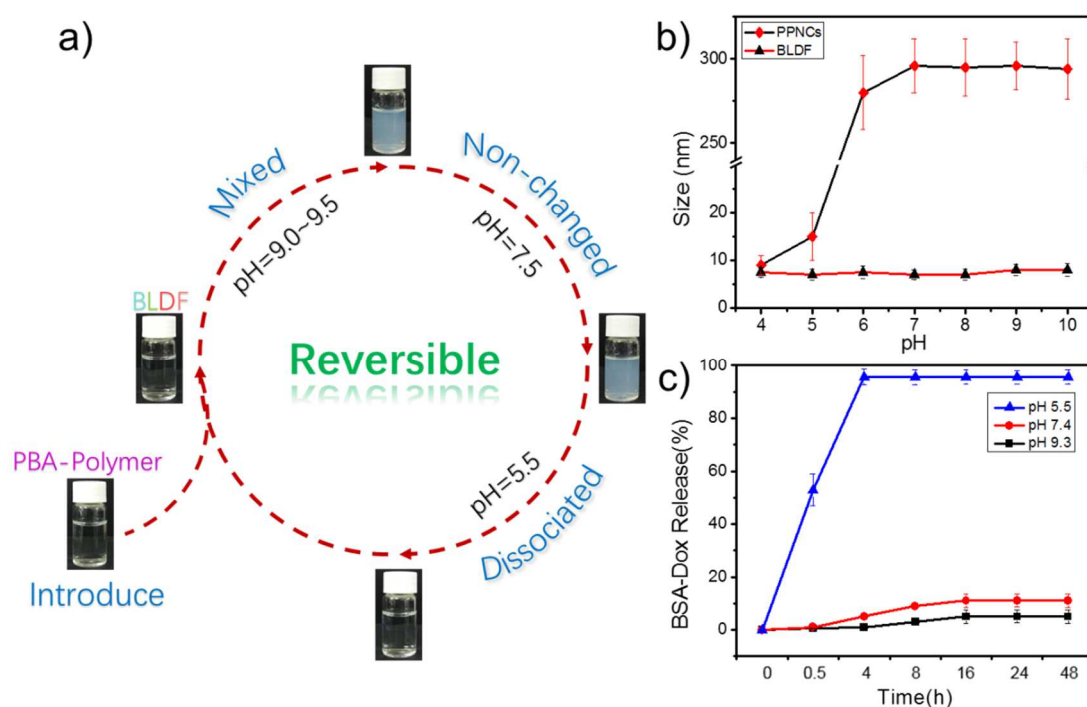 a)
Mixed
pH=9.0~9.5
Non-changed
pH=7.5
BLDF
Reversible
PBA-Polymer
pH=5.5
Dissociated
Introduce
b)
PPNCs
BLDF
300
250
20
10
0
Size (nm)
4 5 6 7 8 9 10
pH
c)
pH 5.5
pH 7.4
pH 9.3
100
80
60
40
20
0
BSA-Dox Release(%)
0 0.5 4 8 16 24 48
Time(h)